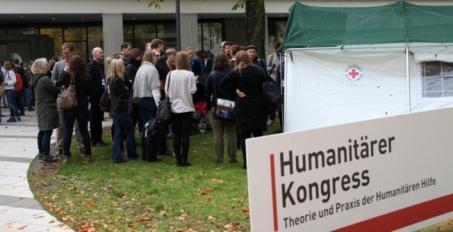 Humanitärer
Kongress
Theorie und Praxis der Humanitären Hilfe